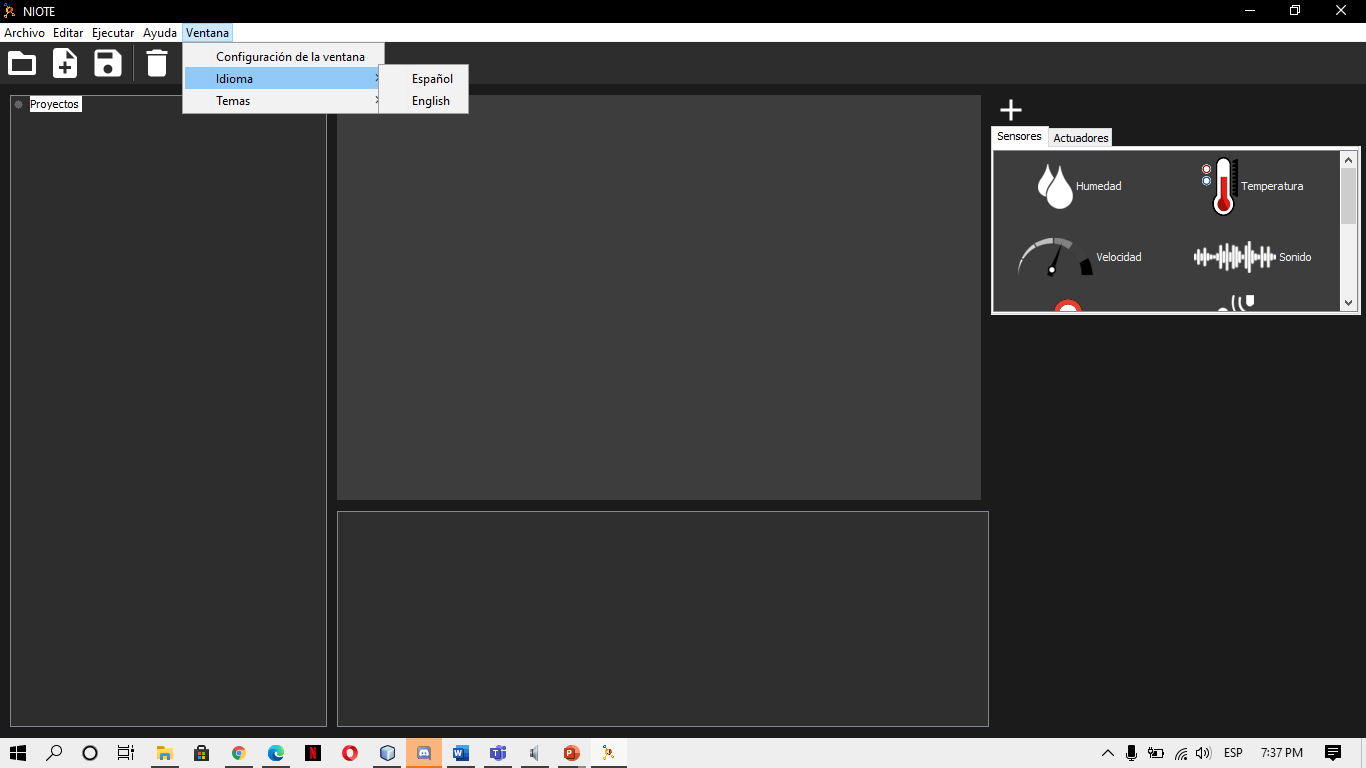 NIOTE
Archivo Editar Ejecutar Ayuda Ventana
Configuración de la ventana
Idioma
Temas
Español
English
Proyectos
Sensores
Actuadores
Humedad
Temperatura
Velocidad
Sonido
ESP
7:37 PM